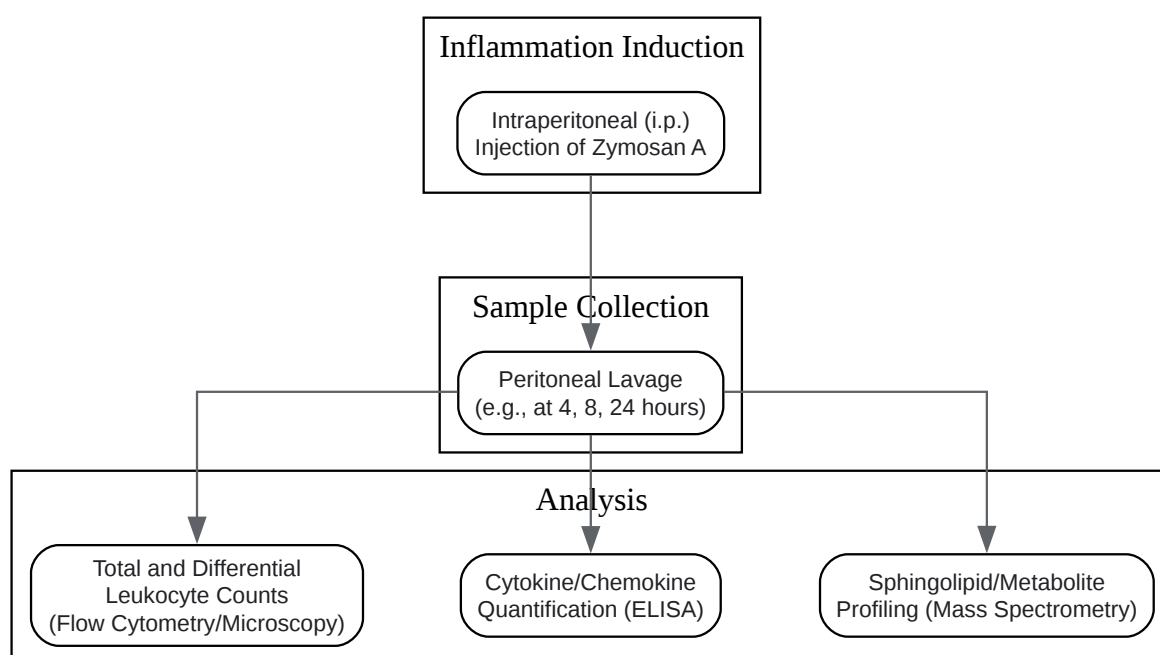 Inflammation Induction
Intraperitoneal (i.p.)
Injection of Zymosan A
Sample Collection
Peritoneal Lavage
(e.g., at 4, 8, 24 hours)
Analysis
Total and Differential
Leukocyte Counts
(Flow Cytometry/Microscopy)
Cytokine/Chemokine
Quantification (ELISA)
Sphingolipid/Metabolite
Profiling (Mass Spectrometry)